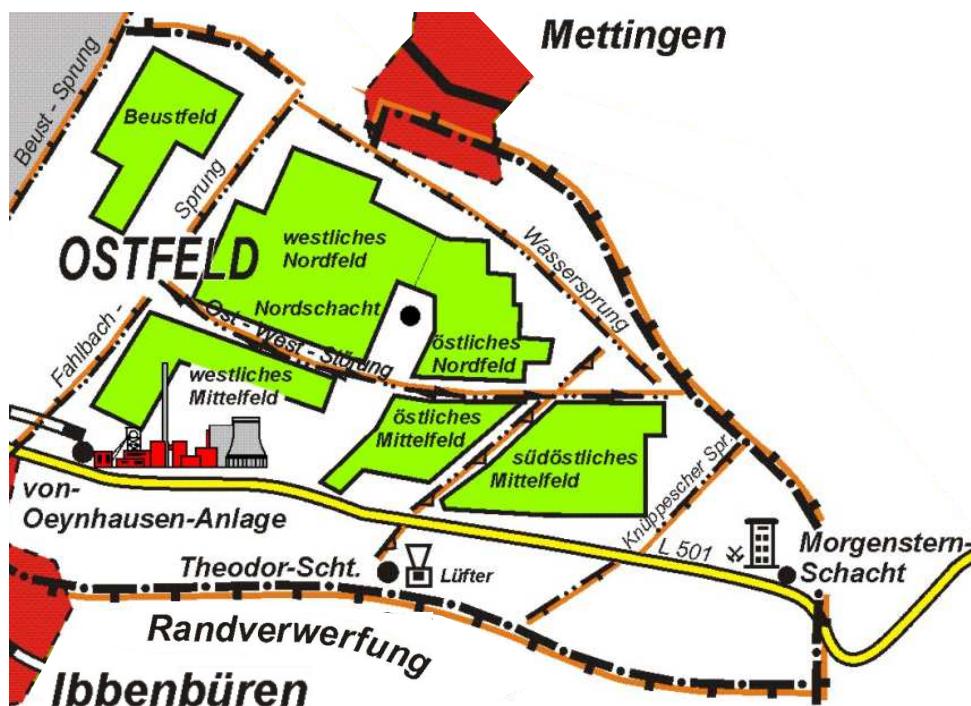 Mettingen
Beust - Sprung
Beustfeld
Sprung
OSTFELD
westliches
Nordfeld
Nordschacht
Wassersprung
östliches
Nordfeld
Ost - West - Störung
Fahlbach -
westliches
Mittelfeld
östliches
Mittelfeld
südöstliches
Mittelfeld
Knüppescher Spr.
von-
Oeynhausen-Anlage
L 501
Morgenstern-
Schacht
Theodor-Scht.
Lüfter
Randverwerfung
Ibbenbüren